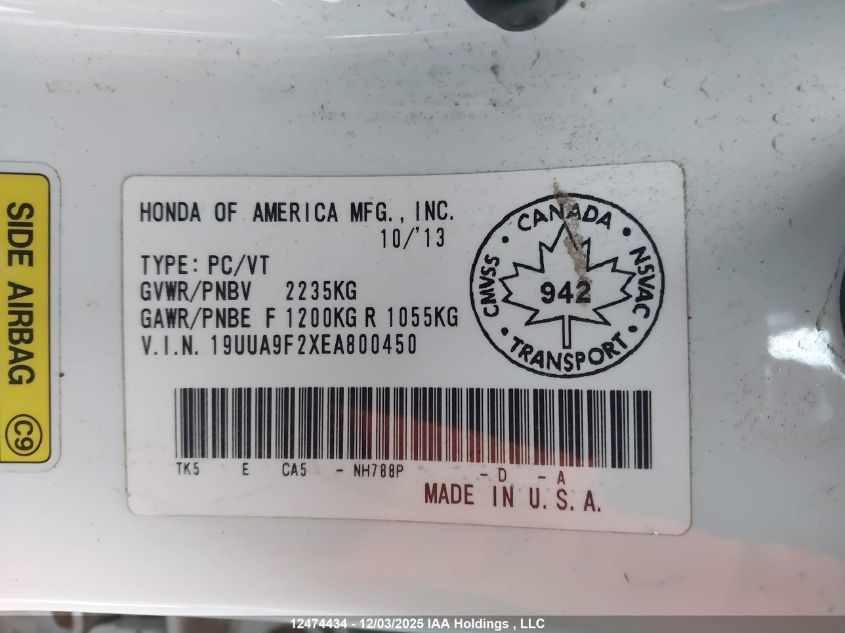 SIDE AIRBAG
C9
HONDA OF AMERICA MFG., INC.
10/'13
TYPE: PC/VT
GVWR/PNBV 2235KG
GAWR/PNBE F 1200KG R 1055KG
V.I.N. 19UUA9F2XEA800450
CANADA
CMVSS
NSVAC
942
TRANSPORT
TK5 E CA5 - NH788P - D - A
MADE IN U.S.A.
12474434 - 12/03/2025 IAA Holdings , LLC